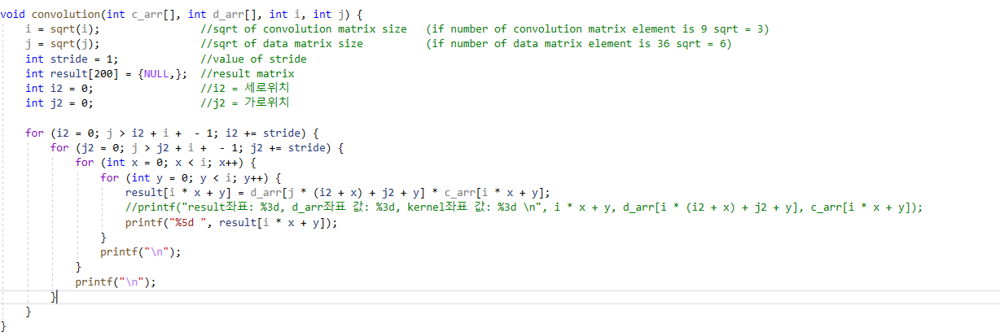 void convolution(int c_arr[], int d_arr[], int i, int j) {
    i = sqrt(i);                //sqrt of convolution matrix size   (if number of convolution matrix element is 9 sqrt = 3)
    j = sqrt(j);                //sqrt of data matrix size          (if number of data matrix element is 36 sqrt = 6)
    int stride = 1;             //value of stride
    int result[200] = {NULL,};  //result matrix
    int i2 = 0;                 //i2 = 세로위치
    int j2 = 0;                 //j2 = 가로위치

    for (i2 = 0; j > i2 + i +  - 1; i2 += stride) {
        for (j2 = 0; j > j2 + i +  - 1; j2 += stride) {
            for (int x = 0; x < i; x++) {
                for (int y = 0; y < i; y++) {
                    result[i * x + y] = d_arr[j * (i2 + x) + j2 + y] * c_arr[i * x + y];
                    //printf("result좌표: %3d, d_arr좌표 값: %3d, kernel좌표 값: %3d \n", i * x + y, d_arr[i * (i2 + x) + j2 + y], c_arr[i * x + y]);
                    printf("%5d ", result[i * x + y]);
                }
                printf("\n");
            }
            printf("\n");
        }
    }
}